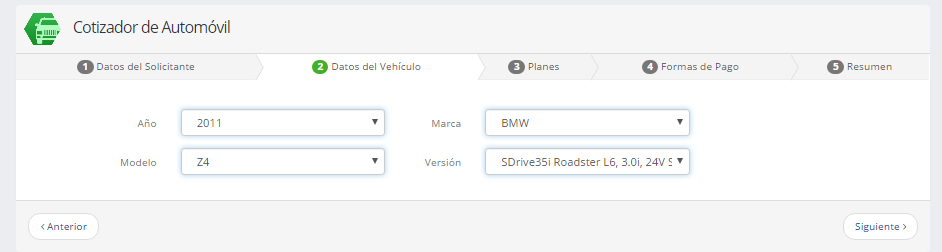 Cotizador de Automóvil
1 Datos del Solicitante 2 Datos del Vehículo 3 Planes 4 Formas de Pago 5 Resumen
Año 2011 Marca BMW
Modelo Z4 Versión SDrive35i Roadster L6, 3.0i, 24V S
Anterior Siguiente